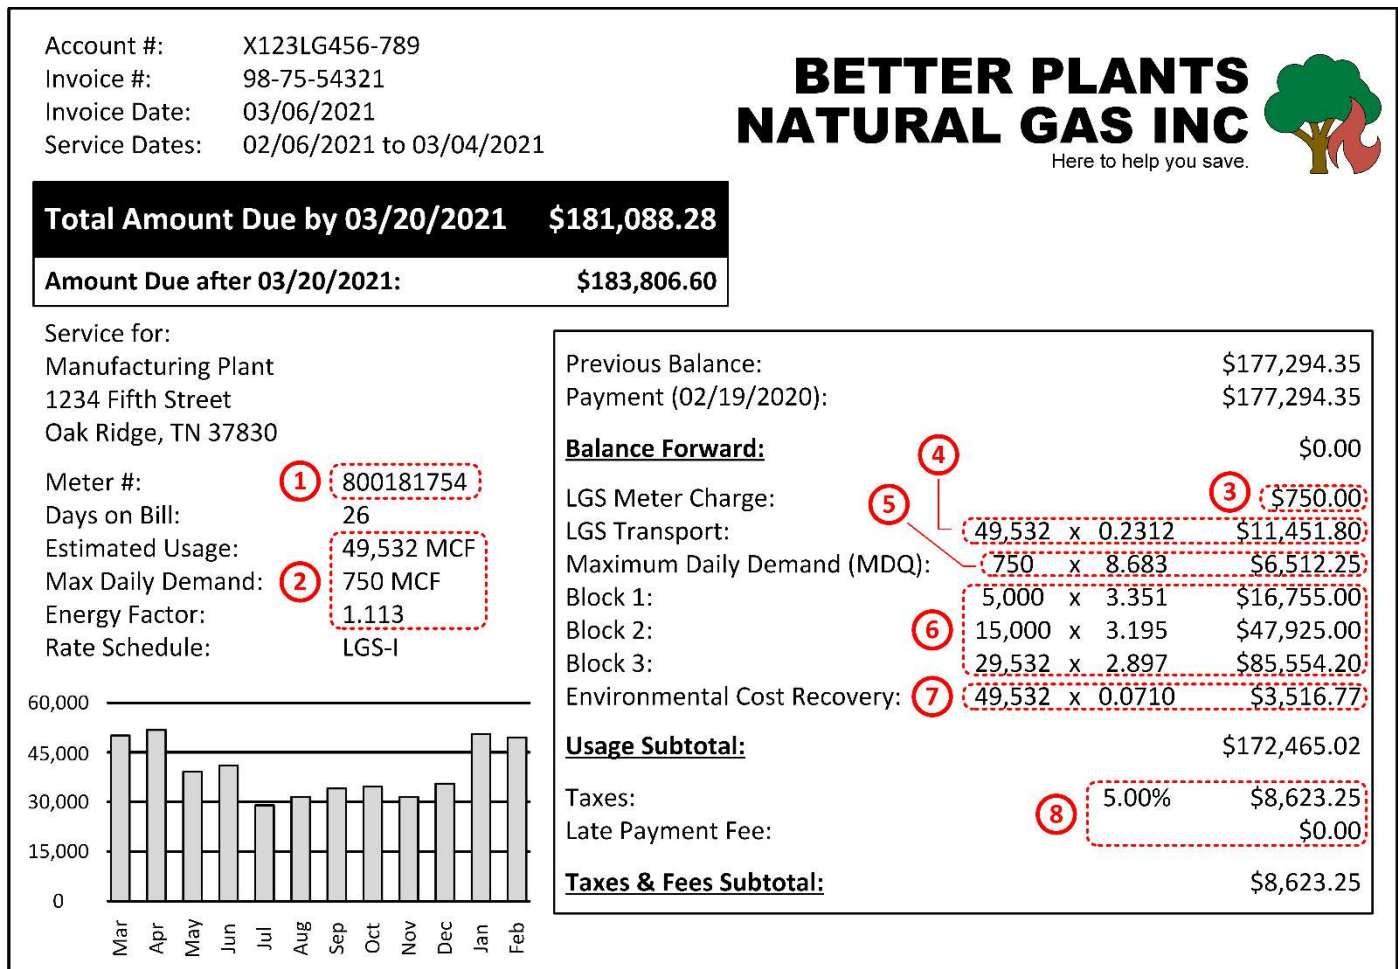 Account #: X123LG456-789
Invoice #: 98-75-54321
Invoice Date: 03/06/2021
Service Dates: 02/06/2021 to 03/04/2021
BETTER PLANTS
NATURAL GAS INC
Here to help you save.
Total Amount Due by 03/20/2021 $181,088.28
Amount Due after 03/20/2021: $183,806.60
Service for:
Manufacturing Plant
1234 Fifth Street
Oak Ridge, TN 37830
Meter #: 1 800181754
Days on Bill: 26
Estimated Usage: 49,532 MCF
Max Daily Demand: 2 750 MCF
Energy Factor: 1.113
Rate Schedule: LGS-I
60,000
45,000
30,000
15,000
0
Mar Apr May Jun Jul Aug Sep Oct Nov Dec Jan Feb
Previous Balance: $177,294.35
Payment (02/19/2020): $177,294.35
Balance Forward: 4 $0.00
LGS Meter Charge: 5 3 $750.00
LGS Transport: 49,532 x 0.2312 $11,451.80
Maximum Daily Demand (MDQ): 750 x 8.683 $6,512.25
Block 1: 5,000 x 3.351 $16,755.00
Block 2: 6 15,000 x 3.195 $47,925.00
Block 3: 29,532 x 2.897 $85,554.20
Environmental Cost Recovery: 7 49,532 x 0.0710 $3,516.77
Usage Subtotal: $172,465.02
Taxes: 5.00% $8,623.25
8
Late Payment Fee: $0.00
Taxes & Fees Subtotal: $8,623.25